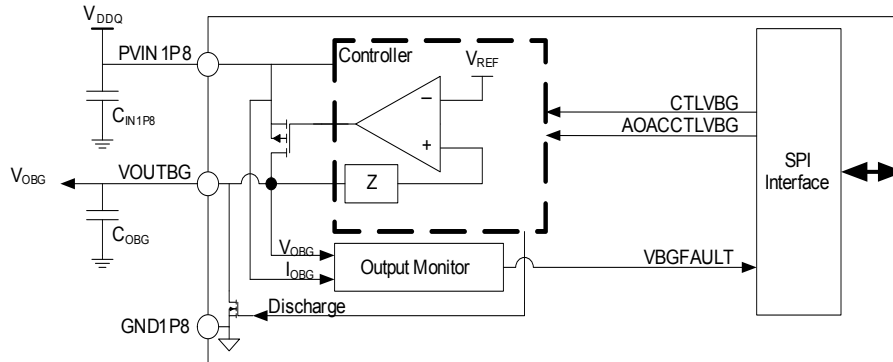 VDDQ
PVIN1P8
Controller
VREF
−
+
CIN1P8
CTLVBG
AOACCTLVBG
SPI
Interface
VOBG
VOUTBG
Z
COBG
VOBG
IOBG
Output Monitor
VBGFAULT
Discharge
GND1P8